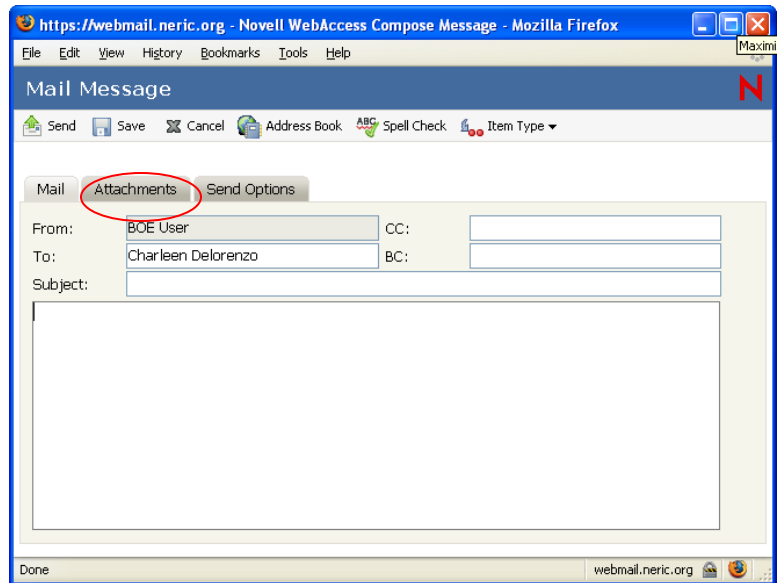 https://webmail.neric.org - Novell WebAccess Compose Message - Mozilla Firefox
Maximi
File Edit View History Bookmarks Tools Help
Mail Message
N
Send Save Cancel Address Book ABC Spell Check Item Type
Mail Attachments Send Options
From: BOE User CC:
To: Charleen Delorenzo BC:
Subject:
Done webmail.neric.org